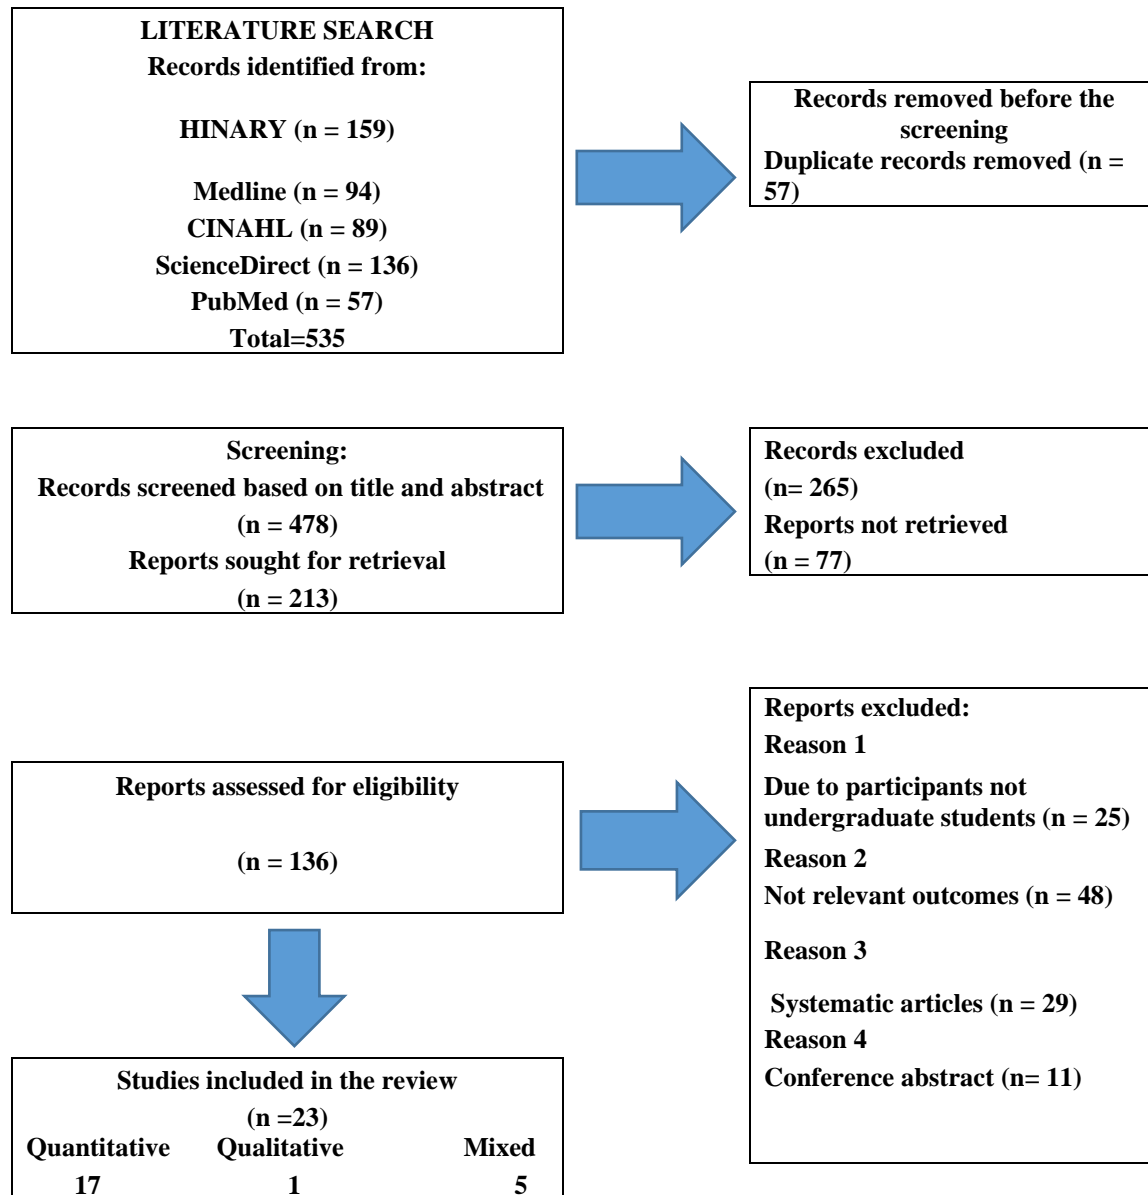 LITERATURE SEARCH
Records identified from:
HINARY (n = 159)
Medline (n = 94)
CINAHL (n = 89)
ScienceDirect (n = 136)
PubMed (n = 57)
Total=535
Records removed before the
screening
Duplicate records removed (n =
57)
Screening:
Records screened based on title and abstract
(n = 478)
Reports sought for retrieval
(n = 213)
Records excluded
(n= 265)
Reports not retrieved
(n = 77)
Reports assessed for eligibility
(n = 136)
Reports excluded:
Reason 1
Due to participants not
undergraduate students (n = 25)
Reason 2
Not relevant outcomes (n = 48)
Reason 3
Systematic articles (n = 29)
Reason 4
Conference abstract (n= 11)
Studies included in the review
(n =23)
Quantitative Qualitative Mixed
17 1 5